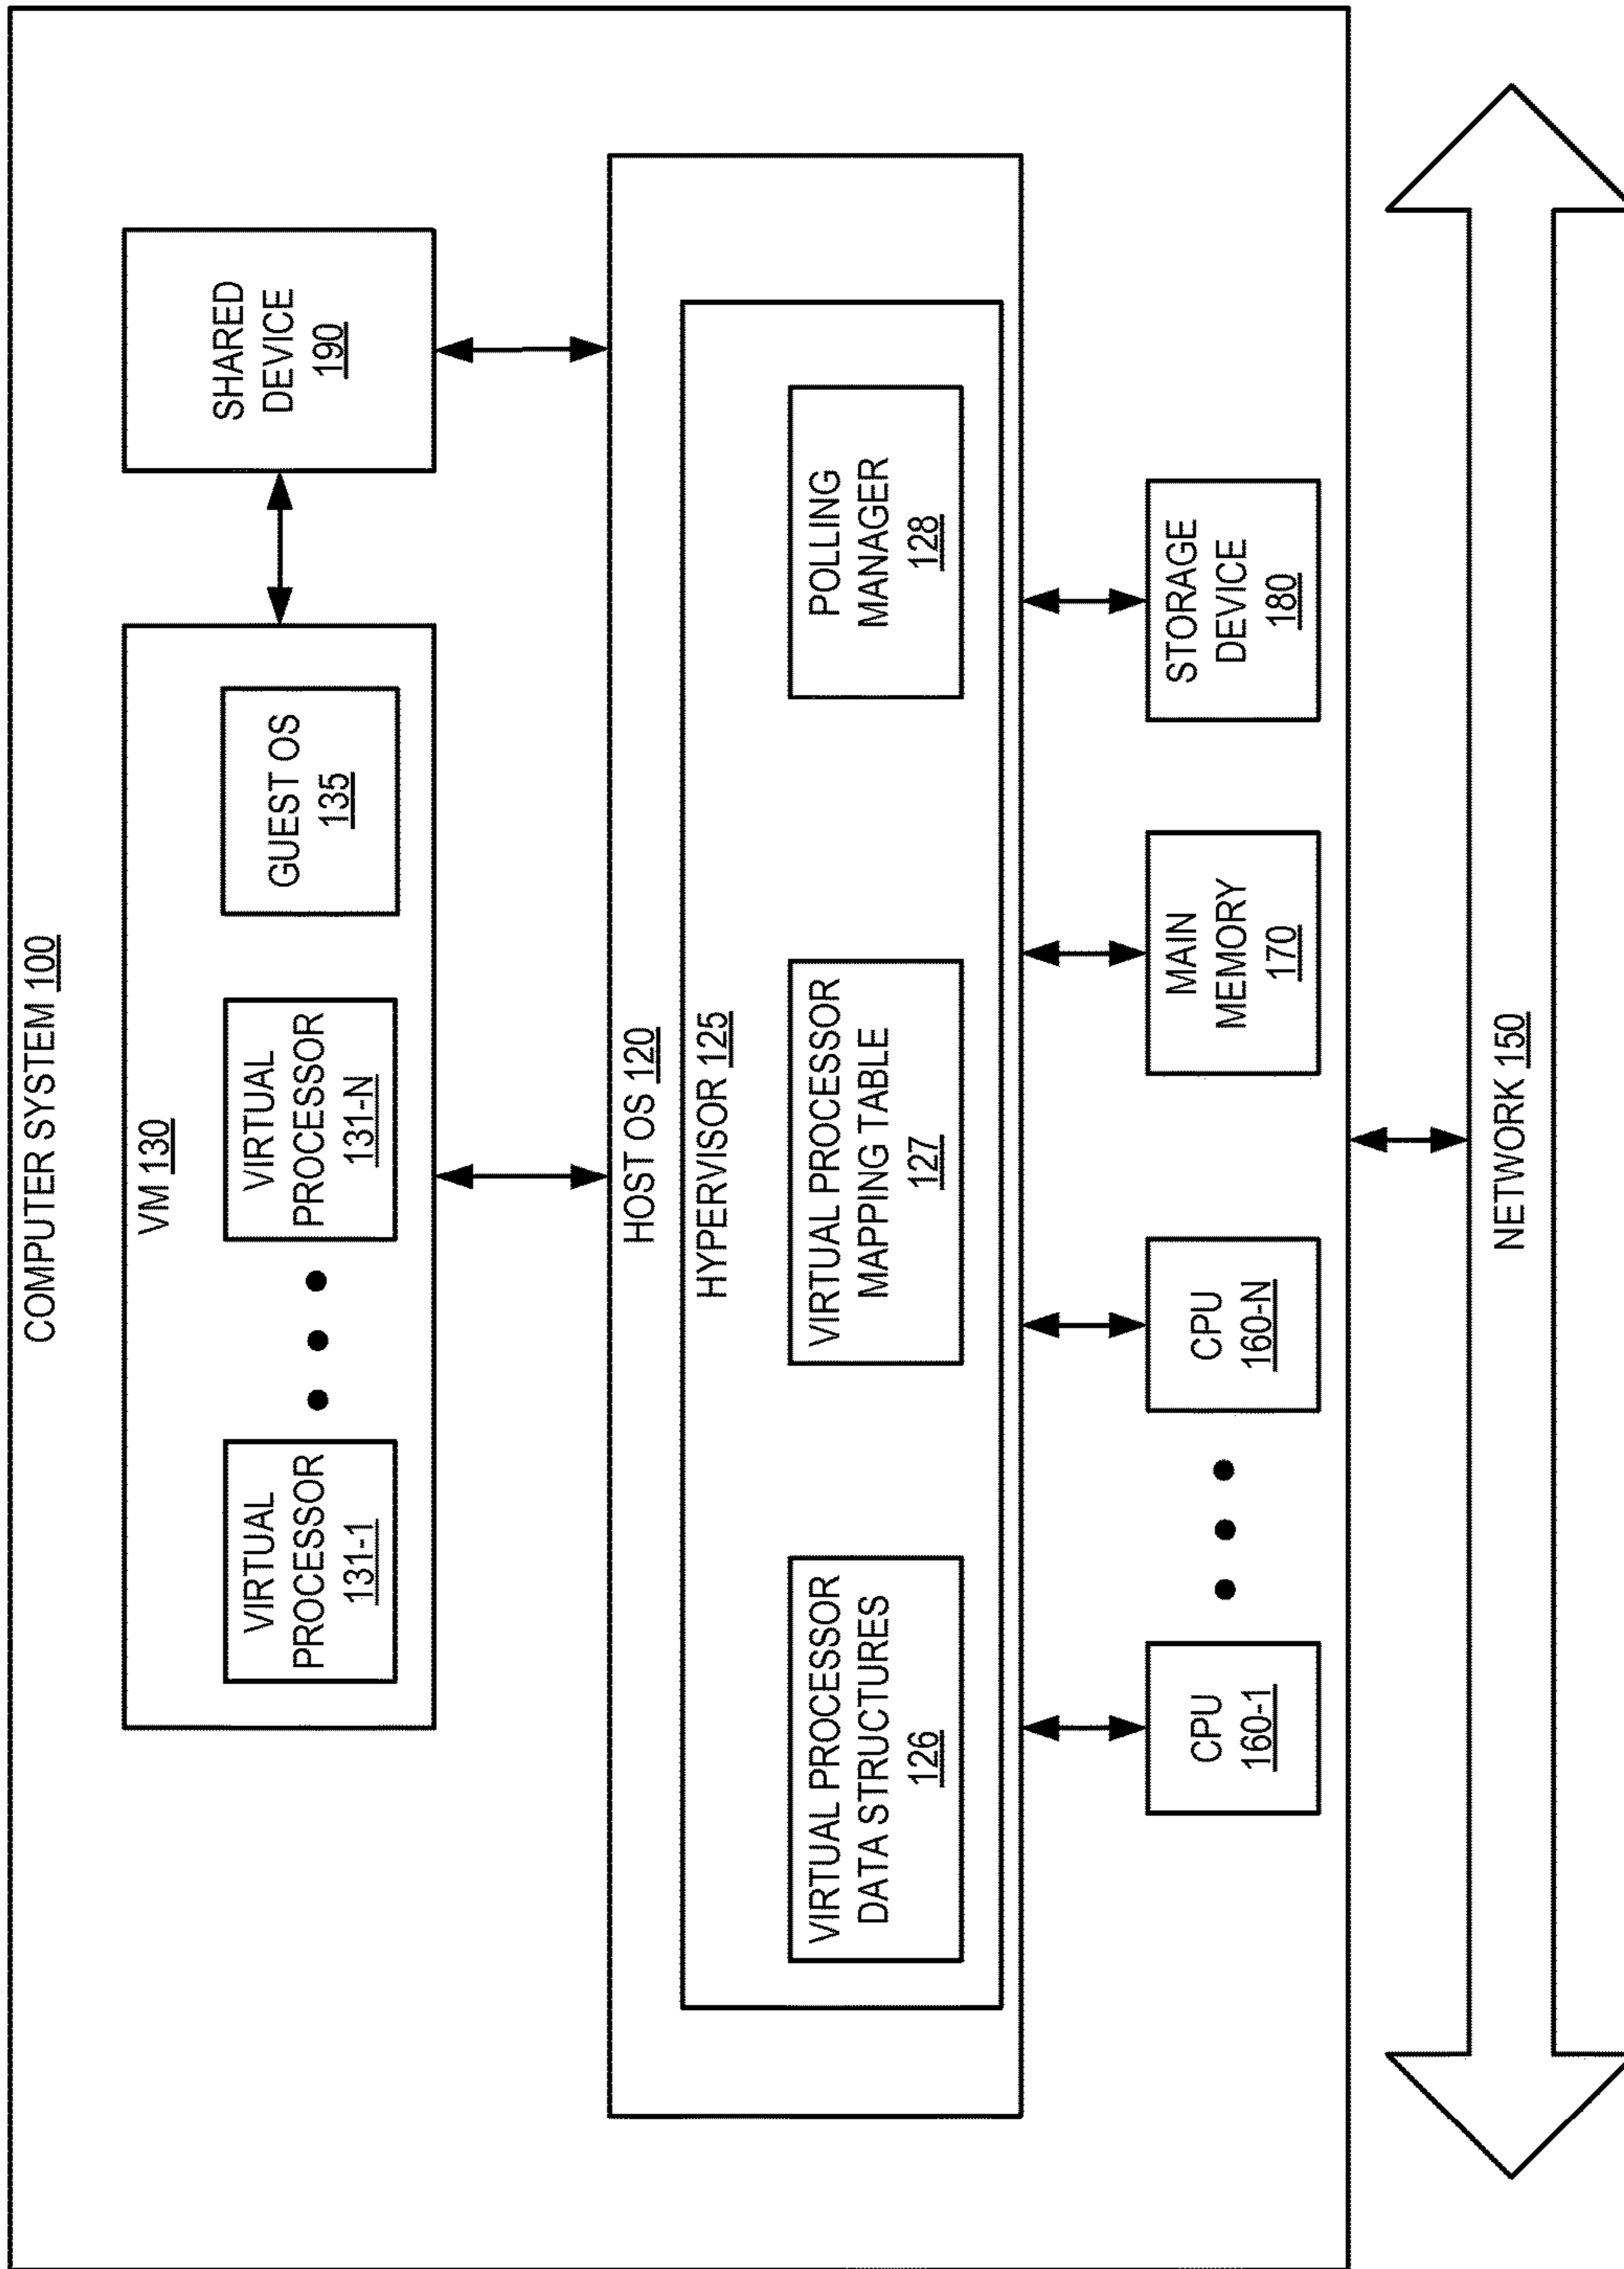 COMPUTER SYSTEM 100
VM 130
VIRTUAL
PROCESSOR
131-1
VIRTUAL
PROCESSOR
131-N
GUEST OS
135
SHARED
DEVICE
190
HOST OS 120
HYPERVISOR 125
VIRTUAL PROCESSOR
DATA STRUCTURES
126
VIRTUAL PROCESSOR
MAPPING TABLE
127
POLLING
MANAGER
128
CPU
160-1
CPU
160-N
MAIN
MEMORY
170
STORAGE
DEVICE
180
NETWORK 150